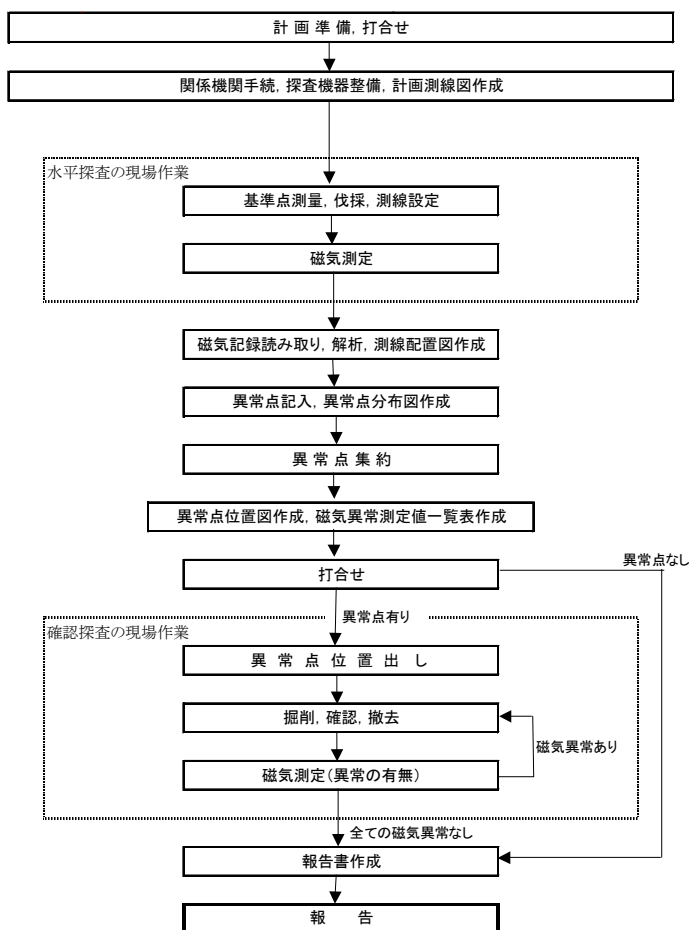 計 画 準 備, 打合せ
関係機関手続, 探査機器整備, 計画測線図作成
水平探査の現場作業
基準点測量, 伐採, 測線設定
磁気測定
磁気記録読み取り, 解析, 測線配置図作成
異常点記入, 異常点分布図作成
異 常 点 集 約
異常点位置図作成, 磁気異常測定値一覧表作成
異常点なし
打合せ
異常点有り
確認探査の現場作業
異 常 点 位 置 出 し
掘削, 確認, 撤去
磁気異常あり
磁気測定(異常の有無)
全ての磁気異常なし
報告書作成
報 告